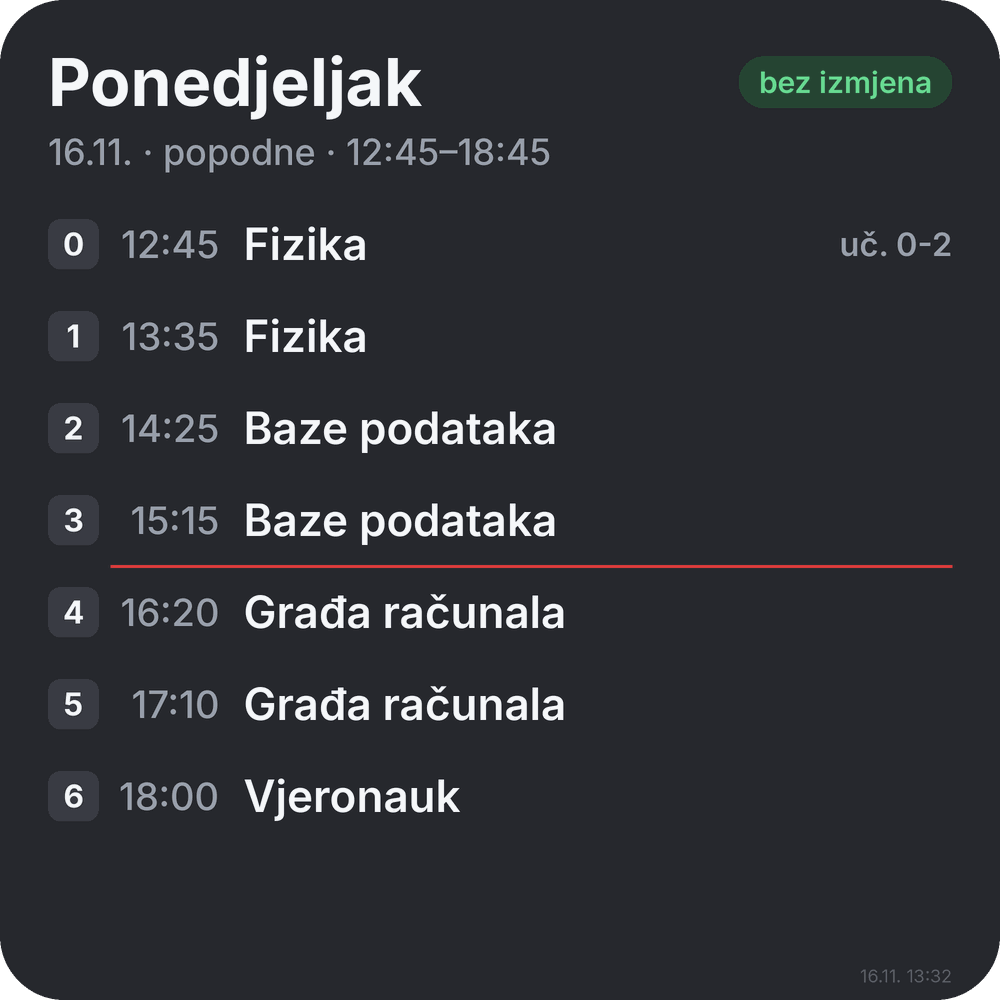 Ponedjeljak
bez izmjena
16.11. · popodne · 12:45–18:45
0 12:45 Fizika uč. 0-2
1 13:35 Fizika
2 14:25 Baze podataka
3 15:15 Baze podataka
4 16:20 Građa računala
5 17:10 Građa računala
6 18:00 Vjeronauk
16.11. 13:32